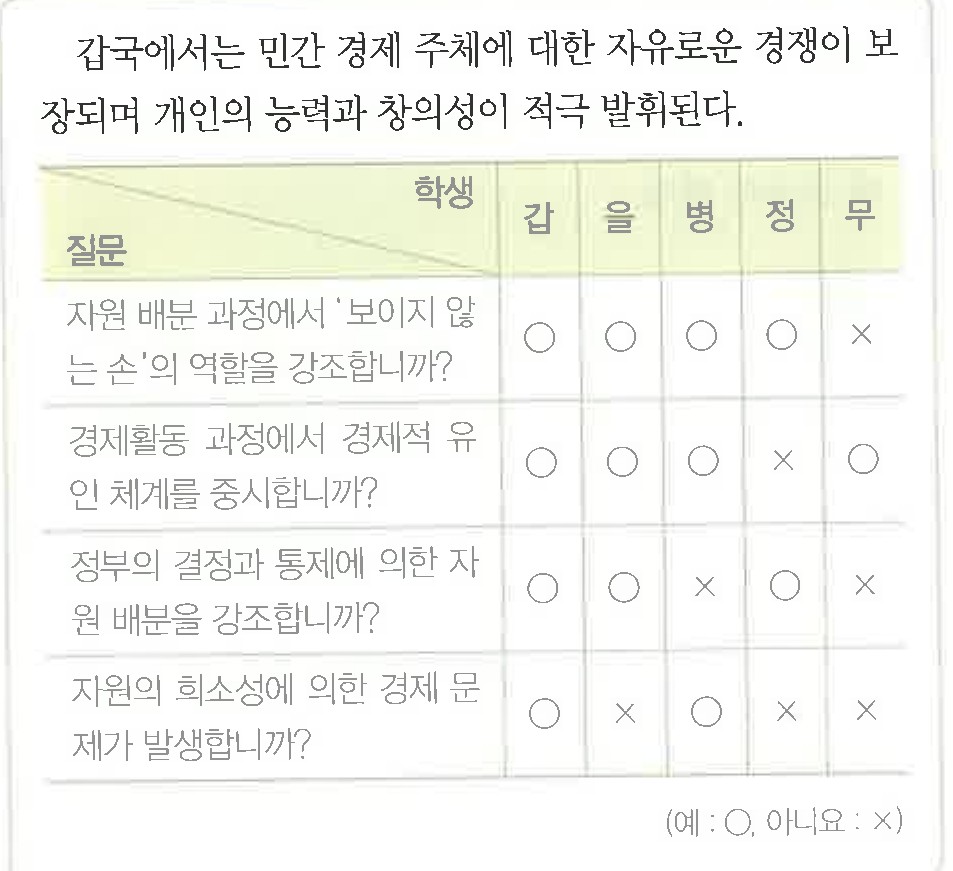 갑국에서는 민간 경제 주체에 대한 자유로운 경쟁이 보
장되며 개인의 능력과 창의성이 적극 발휘된다.
학생
질문
갑 을 병 정 무
자원 배분 과정에서 '보이지 않
는 손'의 역할을 강조합니까?
○ ○ ○ ○ ×
경제활동 과정에서 경제적 유
인 체계를 중시합니까?
○ ○ ○ × ○
정부의 결정과 통제에 의한 자
원 배분을 강조합니까?
○ ○ × ○ ×
자원의 희소성에 의한 경제 문
제가 발생합니까?
○ × ○ × ×
(예 : ○, 아니요 : ×)